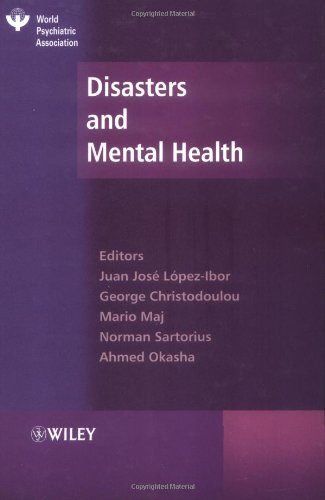 World
Psychiatric
Association
Disasters
and
Mental Health
Editors
Juan José López-Ibor
George Christodoulou
Mario Maj
Norman Sartorius
Ahmed Okasha
WILEY